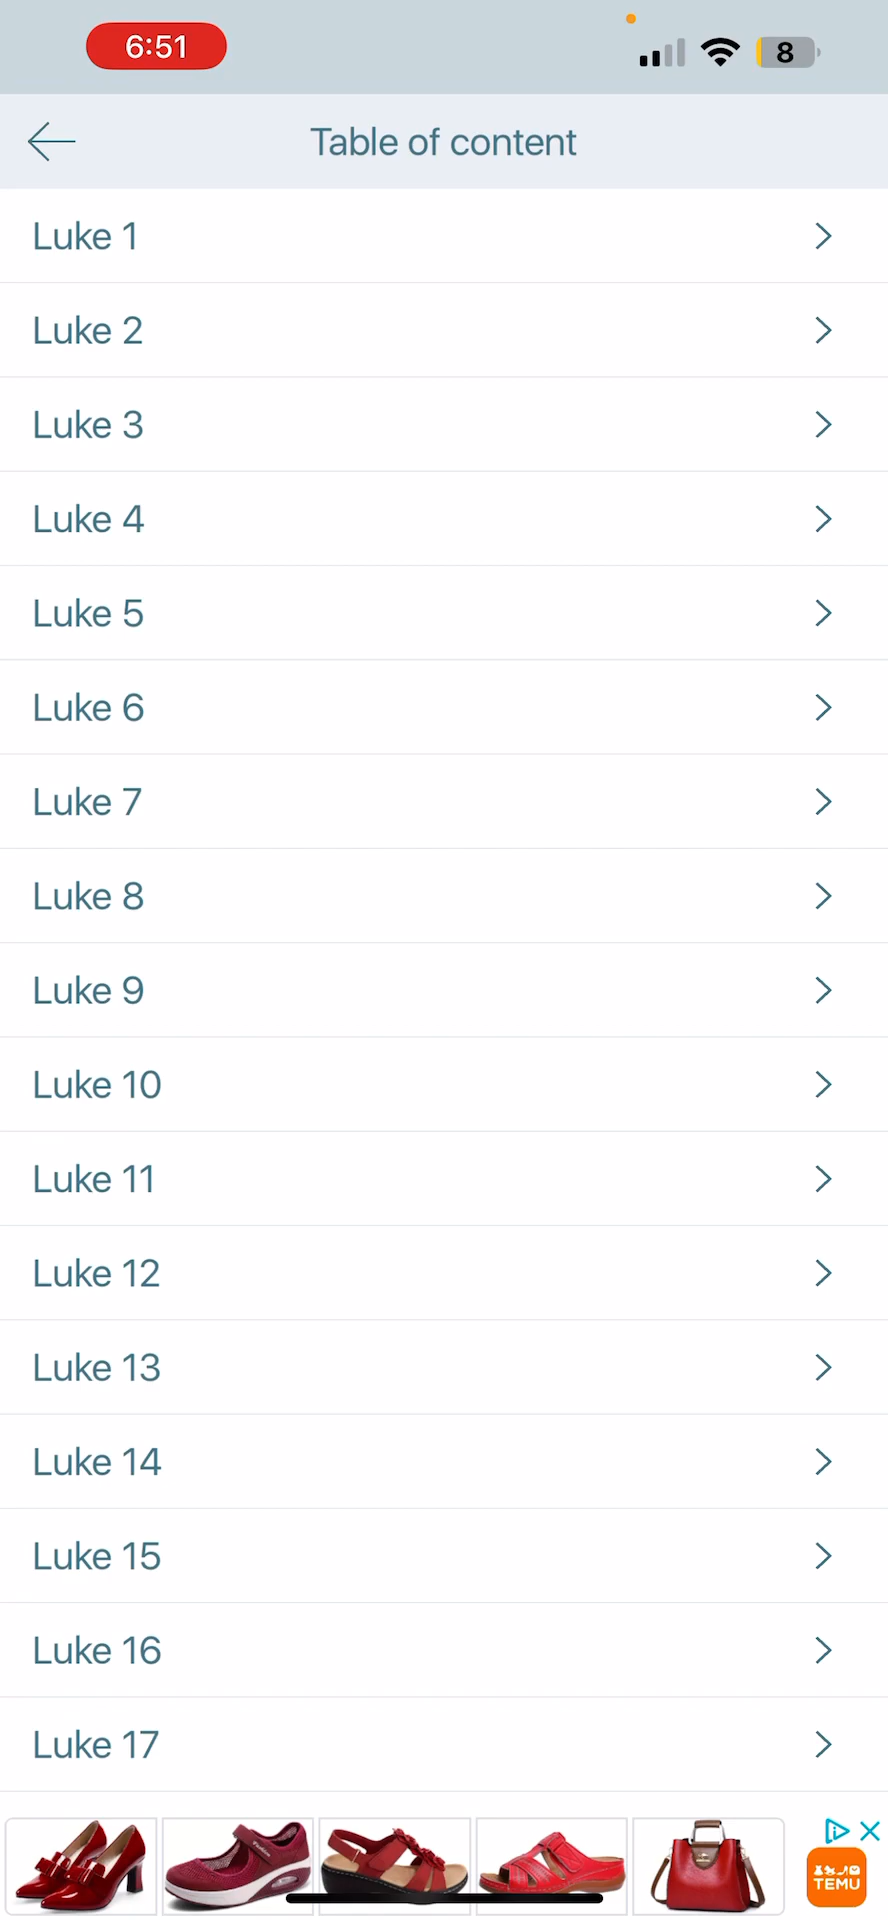 6:51
8
Table of content
Luke 1
Luke 2
Luke 3
Luke 4
Luke 5
Luke 6
Luke 7
Luke 8
Luke 9
Luke 10
Luke 11
Luke 12
Luke 13
Luke 14
Luke 15
Luke 16
Luke 17
TEMU